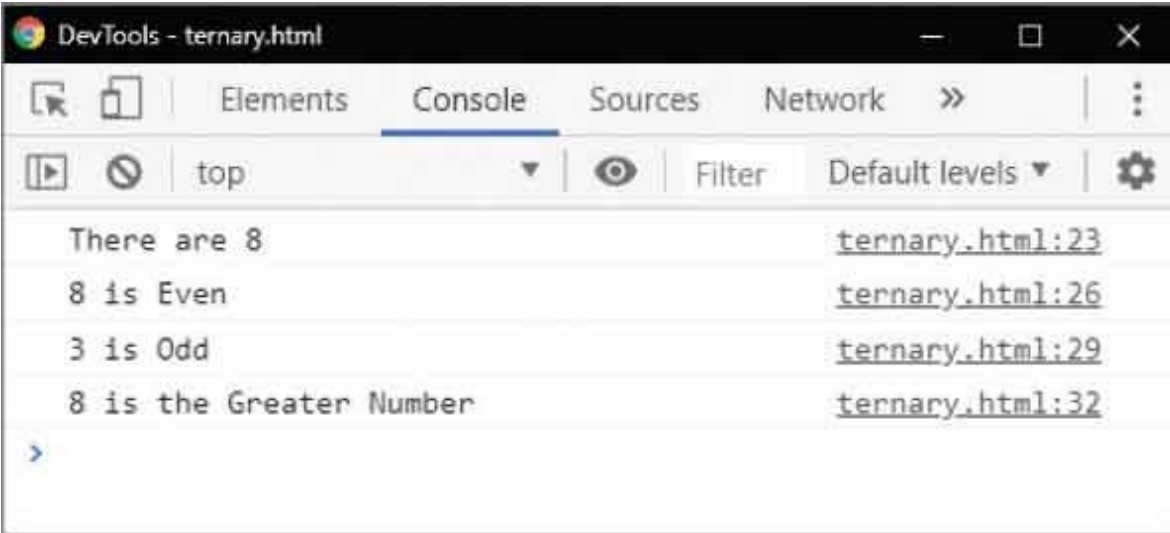 DevTools - ternary.html
Elements Console Sources Network »
top Filter Default levels
There are 8 ternary.html:23
8 is Even ternary.html:26
3 is Odd ternary.html:29
8 is the Greater Number ternary.html:32
>